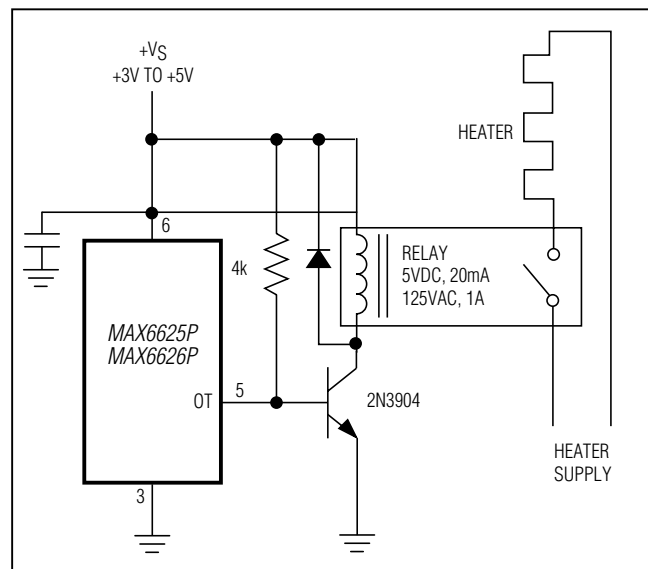 +VS
+3V TO +5V
HEATER
6
4k
RELAY
5VDC, 20mA
125VAC, 1A
MAX6625P
MAX6626P
OT
5
2N3904
3
HEATER
SUPPLY